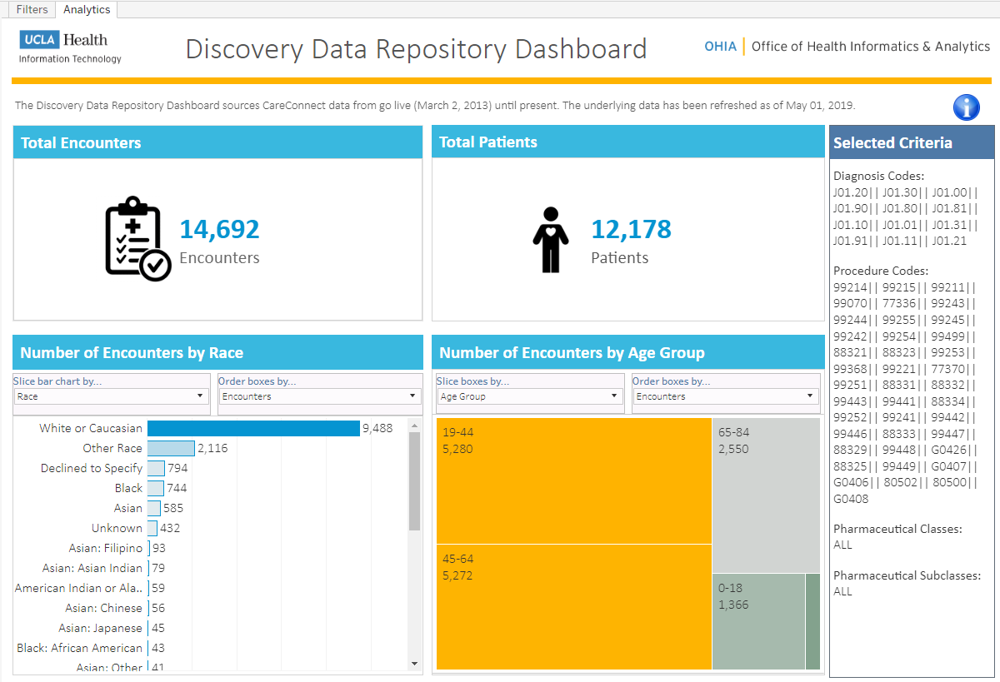 Filters
Analytics
UCLA Health
Information Technology
Discovery Data Repository Dashboard
OHIA | Office of Health Informatics & Analytics
The Discovery Data Repository Dashboard sources CareConnect data from go live (March 2, 2013) until present. The underlying data has been refreshed as of May 01, 2019.
i
Total Encounters
14,692
Encounters
Total Patients
12,178
Patients
Number of Encounters by Race
Slice bar chart by...
Race
Order boxes by...
Encounters
White or Caucasian 9,488
Other Race 2,116
Declined to Specify 794
Black 744
Asian 585
Unknown 432
Asian: Filipino 93
Asian: Asian Indian 79
American Indian or Ala.. 59
Asian: Chinese 56
Asian: Japanese 45
Black: African American 43
Asian: Other 41
Number of Encounters by Age Group
Slice boxes by...
Age Group
Order boxes by...
Encounters
19-44
5,280
45-64
5,272
65-84
2,550
0-18
1,366
Selected Criteria
Diagnosis Codes:
J01.20|| J01.30|| J01.00||
J01.90|| J01.80|| J01.81||
J01.10|| J01.01|| J01.31||
J01.91|| J01.11|| J01.21
Procedure Codes:
99214|| 99215|| 99211||
99070|| 77336|| 99243||
99244|| 99255|| 99245||
99242|| 99254|| 99499||
88321|| 88323|| 99253||
99368|| 99221|| 77370||
99251|| 88331|| 88332||
99443|| 99441|| 88334||
99252|| 99241|| 99442||
99446|| 88333|| 99447||
88329|| 99448|| G0426||
88325|| 99449|| G0407||
G0406|| 80502|| 80500||
G0408
Pharmaceutical Classes:
ALL
Pharmaceutical Subclasses:
ALL